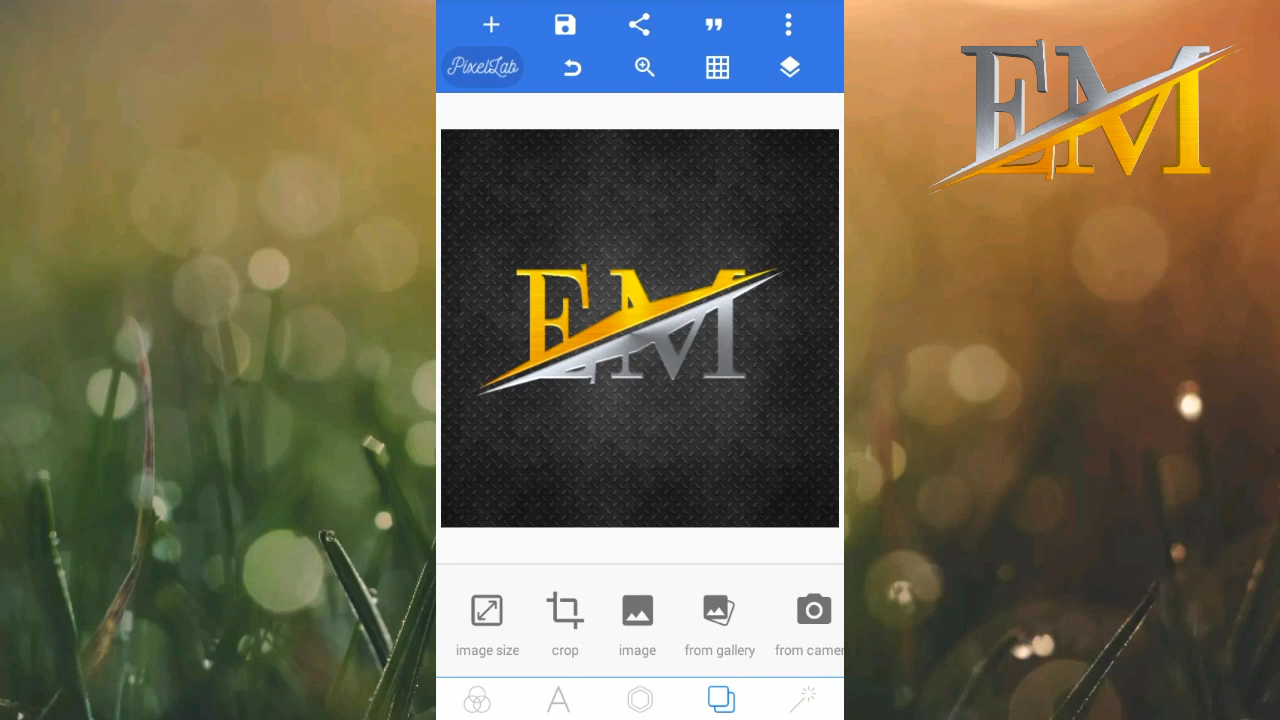 PixelLab
EM
EM
image size
crop
image
from gallery
from camer